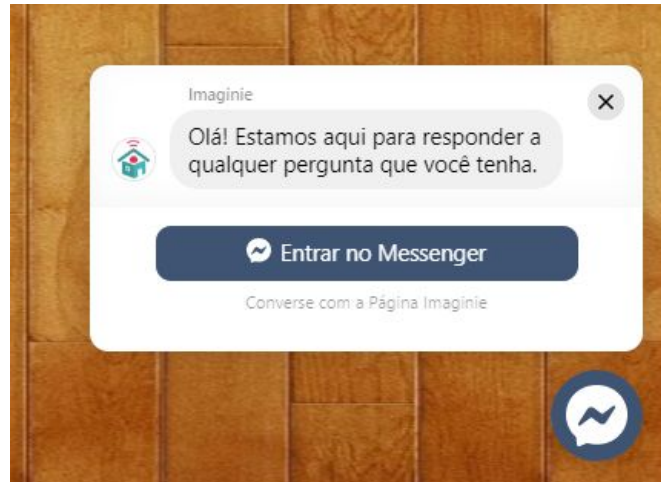 Imaginie
Olá! Estamos aqui para responder a
qualquer pergunta que você tenha.
Entrar no Messenger
Converse com a Página Imaginie